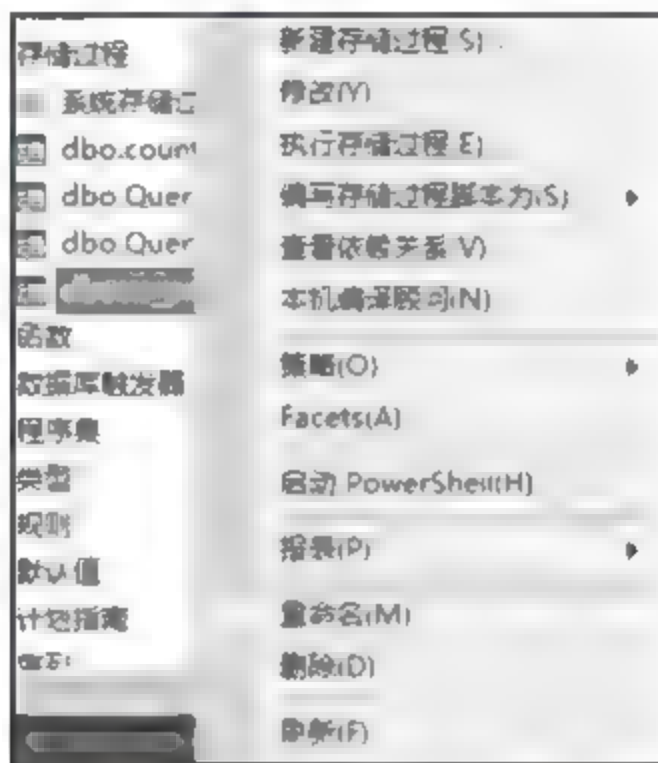 存储过程
系统存储过
dbo.count
dbo Quer
dbo Quer
函数
数据库触发器
程序集
类型
规则
默认值
计划指南
新建存储过程 S)
修改(Y)
执行存储过程 E)
编写存储过程脚本为(S)
查看依赖关系 V)
本机编译顾问(N)
策略(O)
Facets(A)
启动 PowerShell(H)
报表(P)
重命名(M)
删除(D)
刷新(F)